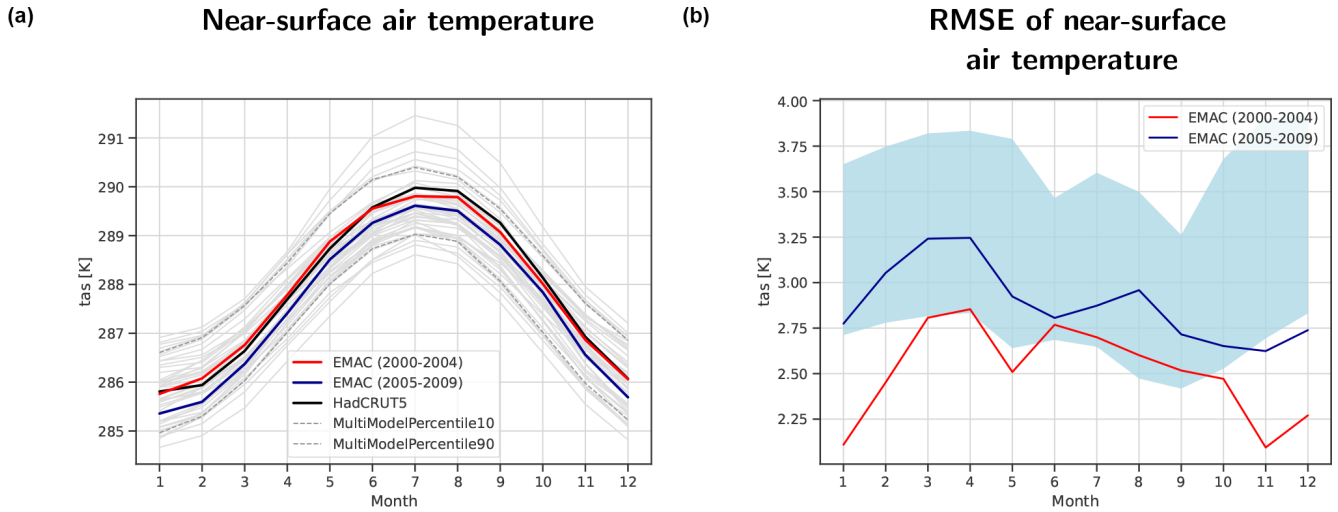 (a)
Near-surface air temperature
291
290
289
288
287
286
285
tas [K]
1 2 3 4 5 6 7 8 9 10 11 12
Month
EMAC (2000-2004)
EMAC (2005-2009)
HadCRUT5
MultiModelPercentile10
MultiModelPercentile90
(b)
RMSE of near-surface
air temperature
4.00
3.75
3.50
3.25
3.00
2.75
2.50
2.25
tas [K]
1 2 3 4 5 6 7 8 9 10 11 12
Month
EMAC (2000-2004)
EMAC (2005-2009)